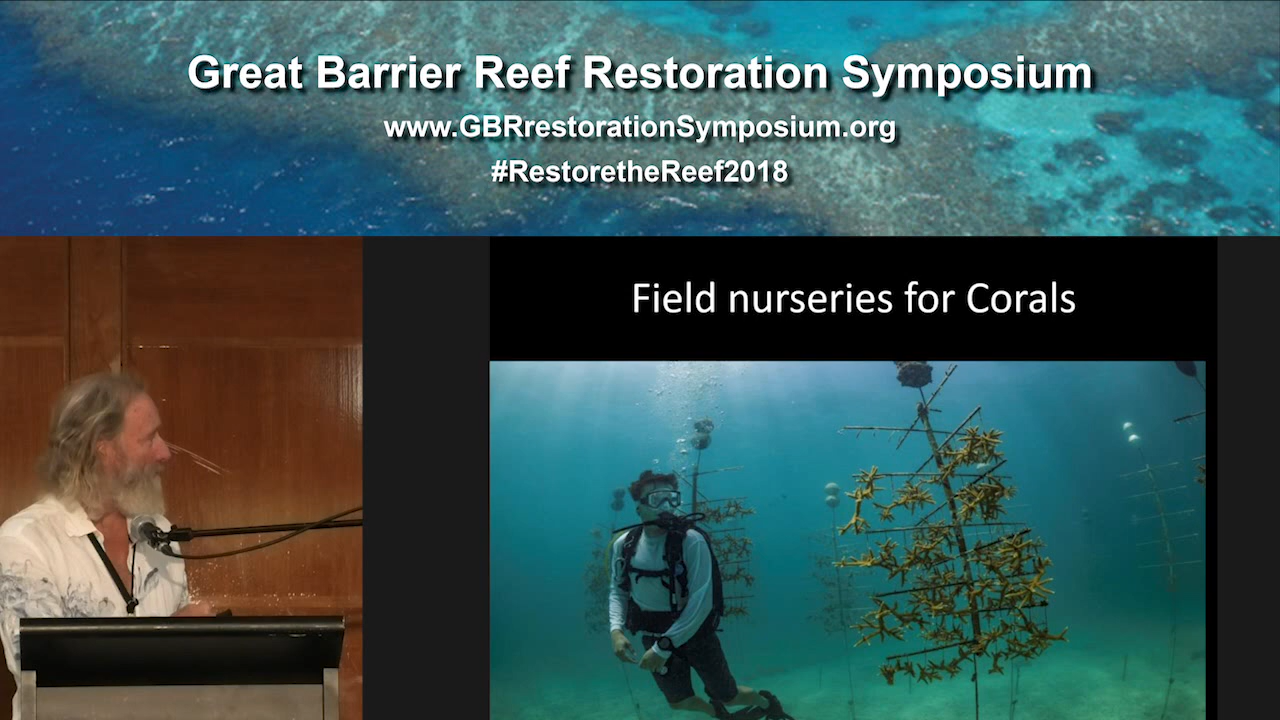 Great Barrier Reef Restoration Symposium
www.GBRrestorationSymposium.org
#RestoretheReef2018
Field nurseries for Corals